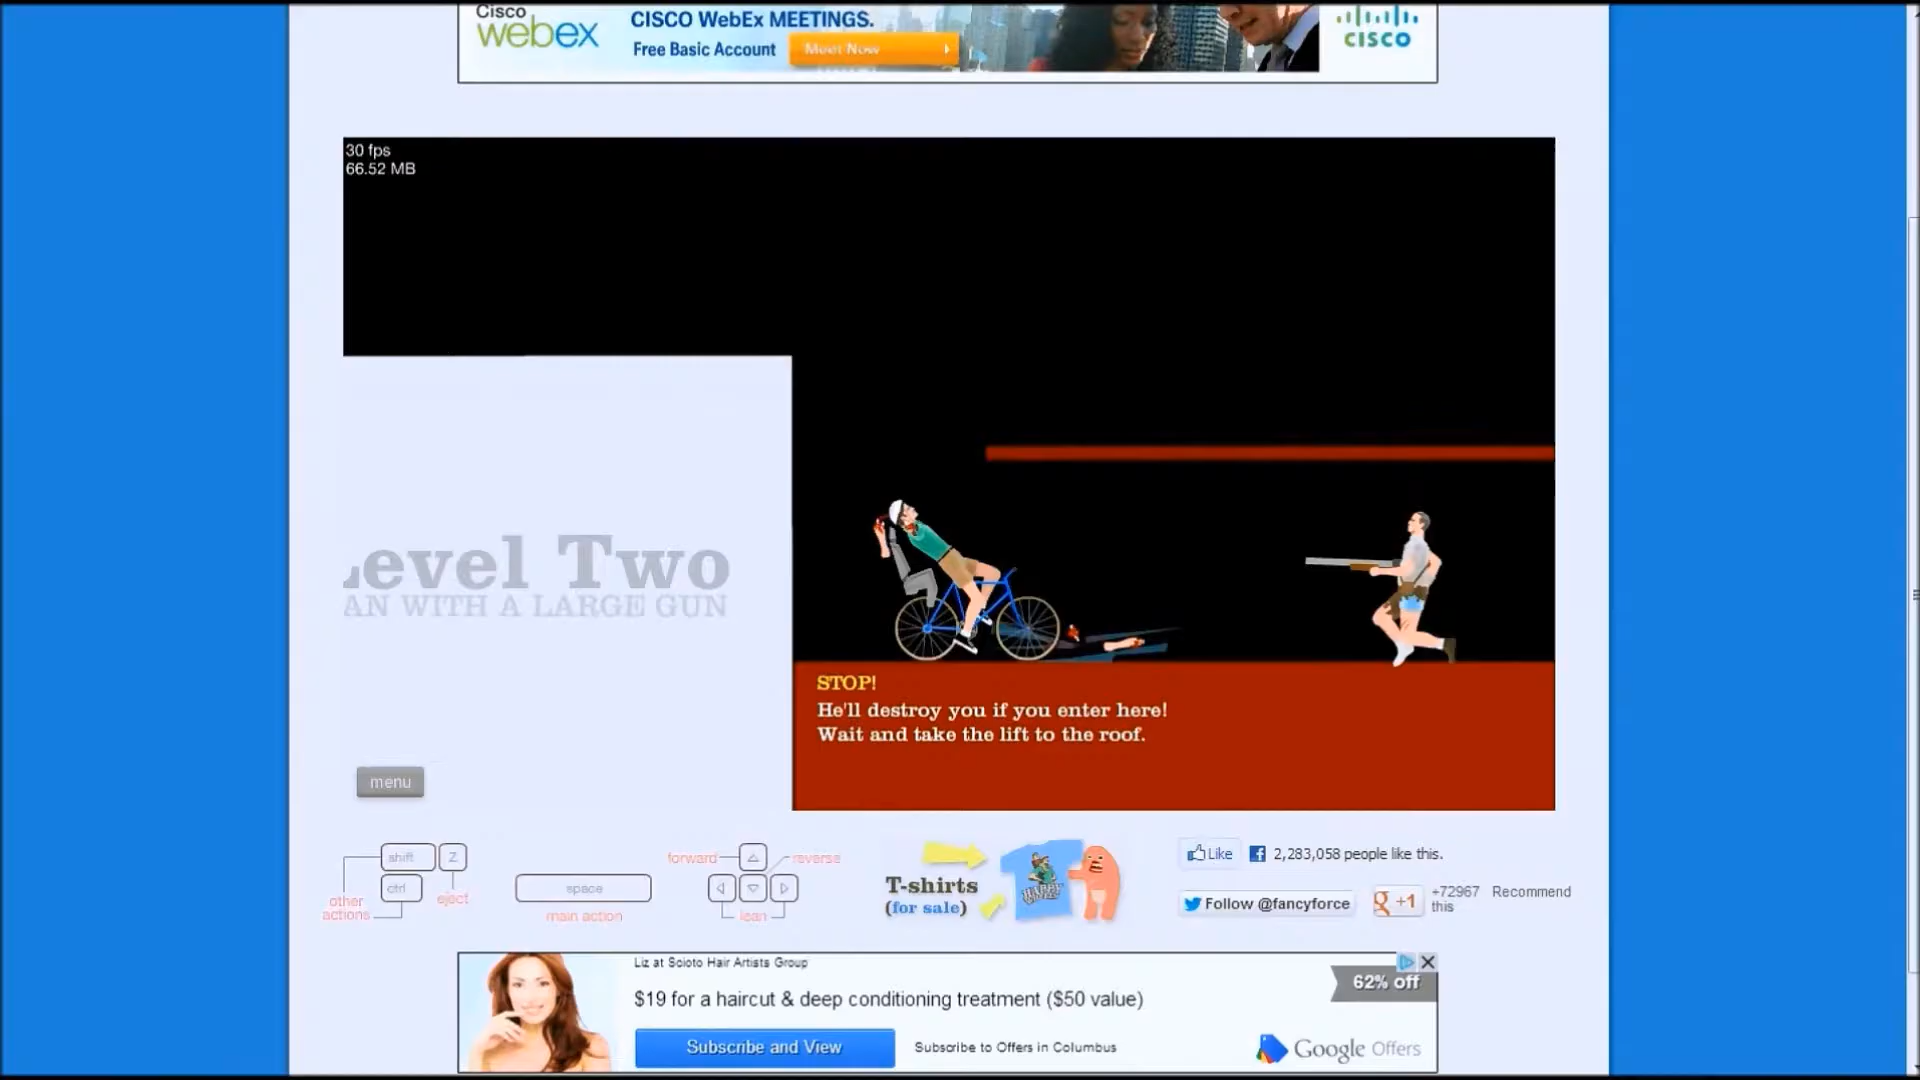 Cisco
webex
CISCO WebEx MEETINGS.
Free Basic Account
Meet Now
CISCO
30 fps
66.52 MB
evel Two
AN WITH A LARGE GUN
STOP!
He'll destroy you if you enter here!
Wait and take the lift to the roof.
menu
shift
Z
ctrl
other
actions
eject
space
main action
forward
reverse
lean
T-shirts
(for sale)
HAPPY
WHEELS
Like
2,283,058 people like this.
Follow @fancyforce
+1
+72967 Recommend
this
Liz at Scioto Hair Artists Group
$19 for a haircut & deep conditioning treatment ($50 value)
62% off
Subscribe and View
Subscribe to Offers in Columbus
Google Offers